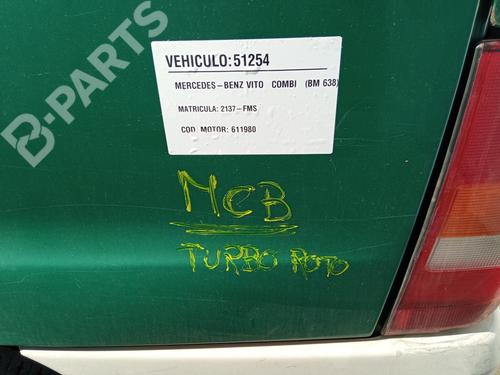 B-PARTS
VEHICULO:51254
MERCEDES-BENZ VITO COMBI (BM 638)
MATRICULA: 2137-FMS
COD. MOTOR: 611980
MCB
TURBO ROTO